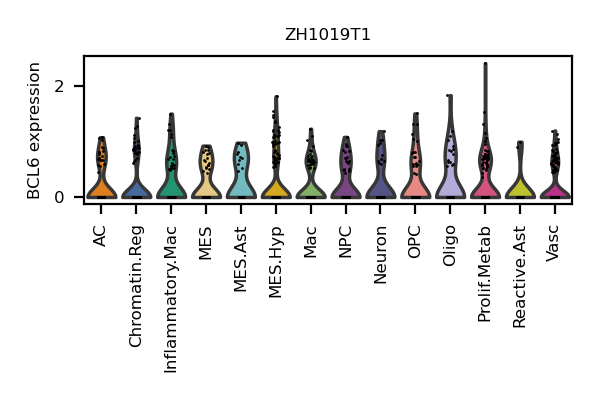 ZH1019T1
BCL6 expression
2
0
AC
Chromatin.Reg
Inflammatory.Mac
MES
MES.Ast
MES.Hyp
Mac
NPC
Neuron
OPC
Oligo
Prolif.Metab
Reactive.Ast
Vasc